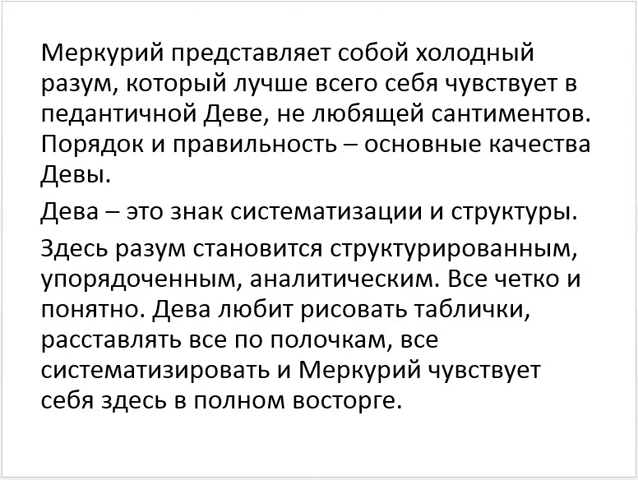 Меркурий представляет собой холодный
разум, который лучше всего себя чувствует в
педантичной Деве, не любящей сантиментов.
Порядок и правильность – основные качества
Девы.
Дева – это знак систематизации и структуры.
Здесь разум становится структурированным,
упорядоченным, аналитическим. Все четко и
понятно. Дева любит рисовать таблички,
расставлять все по полочкам, все
систематизировать и Меркурий чувствует
себя здесь в полном восторге.